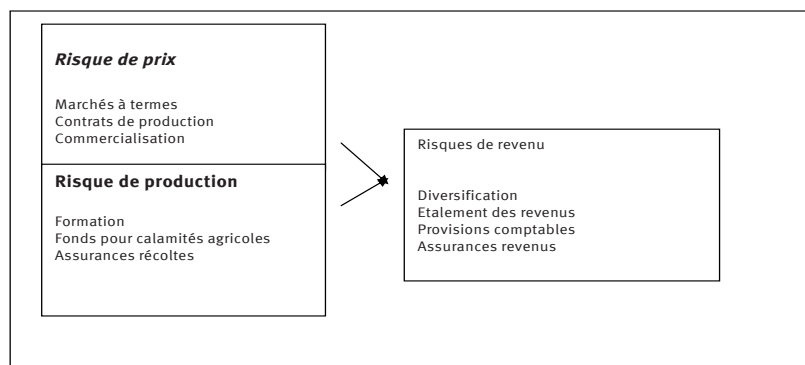 Risque de prix
Marchés à termes
Contrats de production
Commercialisation
Risque de production
Formation
Fonds pour calamités agricoles
Assurances récoltes
Risques de revenu
Diversification
Etalement des revenus
Provisions comptables
Assurances revenus